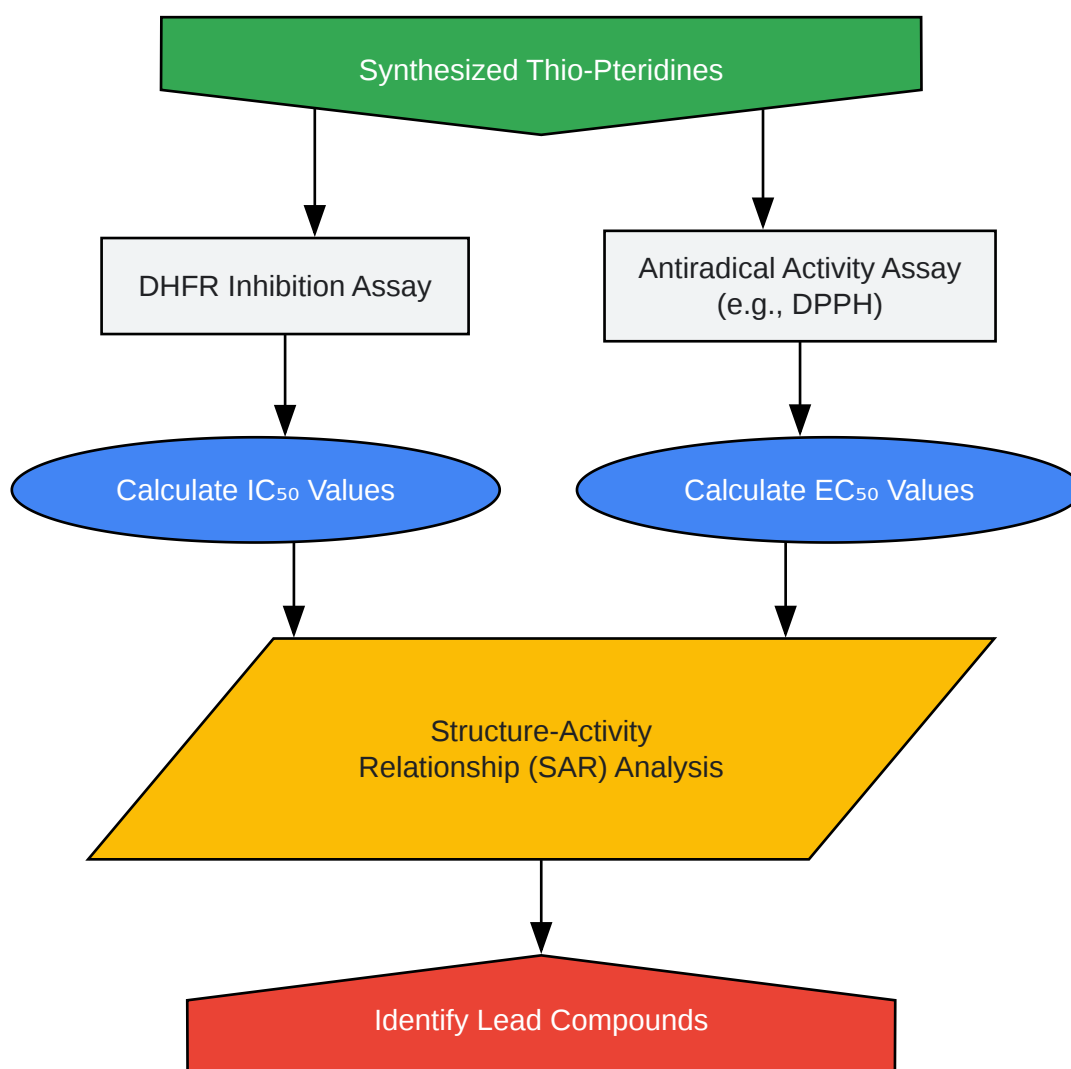 Synthesized Thio-Pteridines
DHFR Inhibition Assay
Antiradical Activity Assay
(e.g., DPPH)
Calculate IC₅₀ Values
Calculate EC₅₀ Values
Structure-Activity
Relationship (SAR) Analysis
Identify Lead Compounds